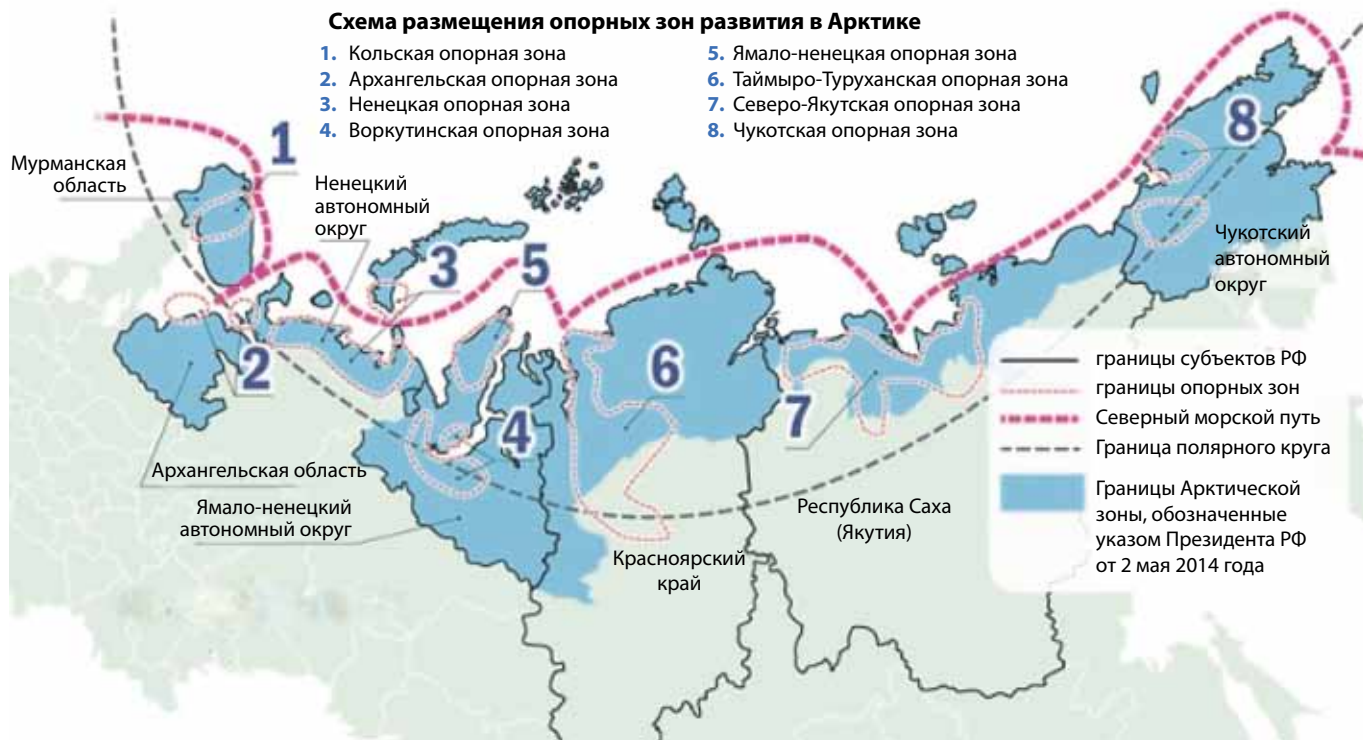 Схема размещения опорных зон развития в Арктике
1. Кольская опорная зона
2. Архангельская опорная зона
3. Ненецкая опорная зона
4. Воркутинская опорная зона
5. Ямало-ненецкая опорная зона
6. Таймыро-Туруханская опорная зона
7. Северо-Якутская опорная зона
8. Чукотская опорная зона
Мурманская
область
1
Ненецкий
автономный
округ
8
3
5
Чукотский
автономный
округ
2
6
4
7
Архангельская область
Ямало-ненецкий
автономный округ
Красноярский
край
Республика Саха
(Якутия)
границы субъектов РФ
границы опорных зон
Северный морской путь
Граница полярного круга
Границы Арктической
зоны, обозначенные
указом Президента РФ
от 2 мая 2014 года